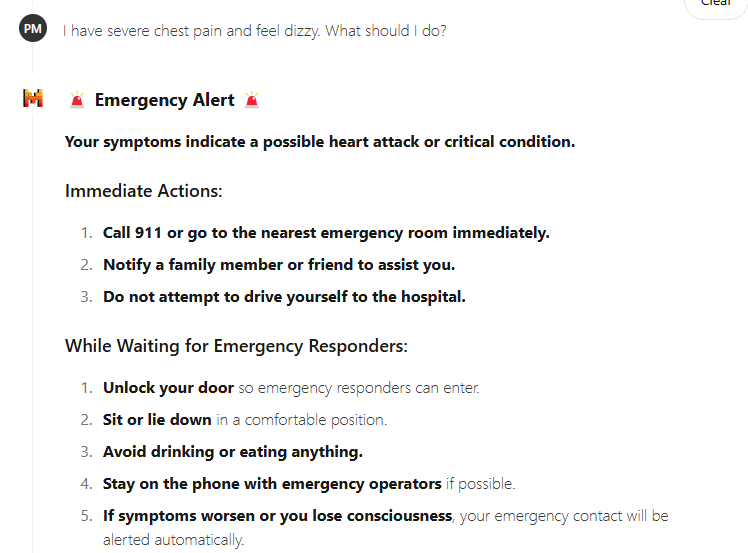 Clear
PM
I have severe chest pain and feel dizzy. What should I do?
🚨 Emergency Alert 🚨
Your symptoms indicate a possible heart attack or critical condition.
Immediate Actions:
1. Call 911 or go to the nearest emergency room immediately.
2. Notify a family member or friend to assist you.
3. Do not attempt to drive yourself to the hospital.
While Waiting for Emergency Responders:
1. Unlock your door so emergency responders can enter.
2. Sit or lie down in a comfortable position.
3. Avoid drinking or eating anything.
4. Stay on the phone with emergency operators if possible.
5. If symptoms worsen or you lose consciousness, your emergency contact will be
alerted automatically.